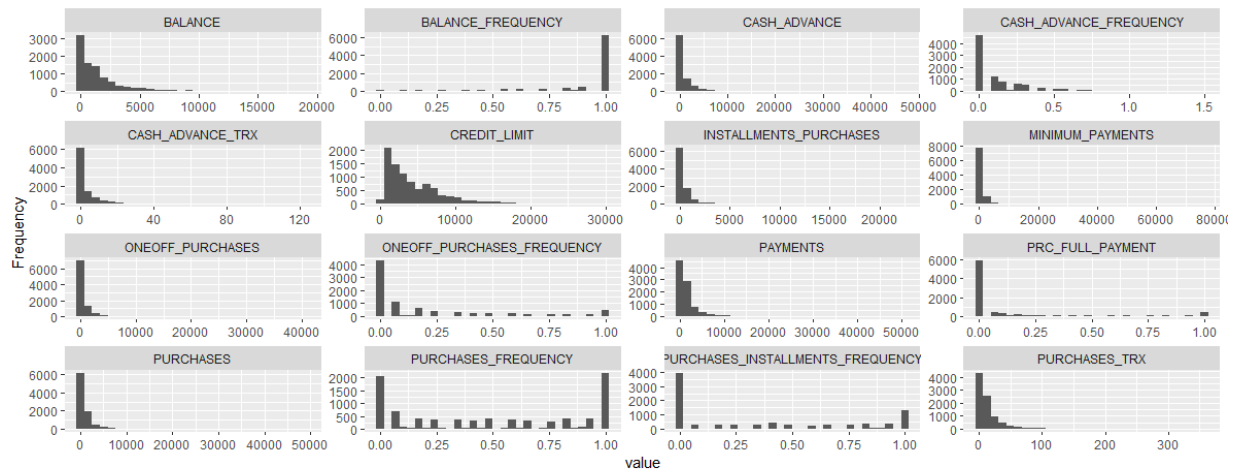 BALANCE
3000
2000
1000
0
0 5000 10000 15000 20000
BALANCE_FREQUENCY
6000
4000
2000
0
0.00 0.25 0.50 0.75 1.00
CASH_ADVANCE
6000
4000
2000
0
0 10000 20000 30000 40000 50000
CASH_ADVANCE_FREQUENCY
4000
3000
2000
1000
0
0.0 0.5 1.0 1.5
CASH_ADVANCE_TRX
6000
4000
2000
0
0 40 80 120
CREDIT_LIMIT
2000
1500
1000
500
0
0 10000 20000 30000
INSTALLMENTS_PURCHASES
6000
4000
2000
0
0 5000 10000 15000 20000
MINIMUM_PAYMENTS
8000
6000
4000
2000
0
0 20000 40000 60000 80000
Frequency
ONEOFF_PURCHASES
6000
4000
2000
0
0 10000 20000 30000 40000
ONEOFF_PURCHASES_FREQUENCY
4000
3000
2000
1000
0
0.00 0.25 0.50 0.75 1.00
PAYMENTS
4000
3000
2000
1000
0
0 10000 20000 30000 40000 50000
PRC_FULL_PAYMENT
6000
4000
2000
0
0.00 0.25 0.50 0.75 1.00
PURCHASES
6000
4000
2000
0
0 10000 20000 30000 40000 50000
PURCHASES_FREQUENCY
2000
1500
1000
500
0
0.00 0.25 0.50 0.75 1.00
PURCHASES_INSTALLMENTS_FREQUENCY
4000
3000
2000
1000
0
0.00 0.25 0.50 0.75 1.00
PURCHASES_TRX
4000
3000
2000
1000
0
0 100 200 300
value